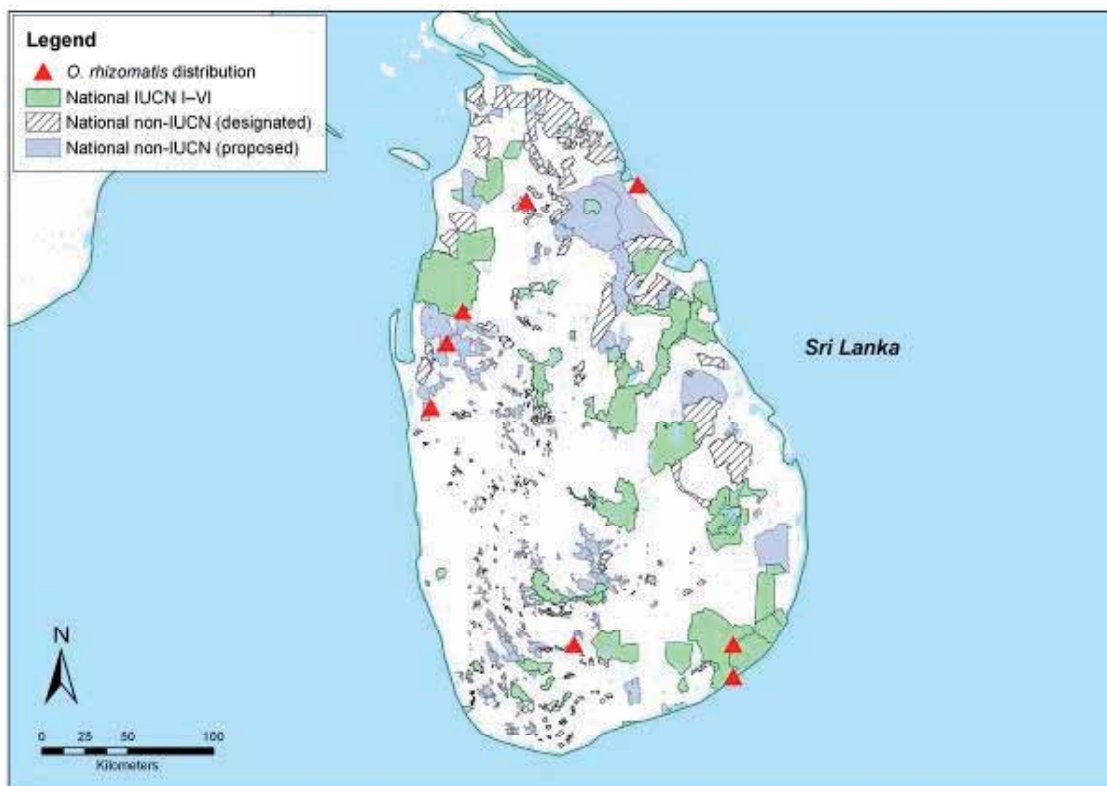 Legend
O. rhizomatis distribution
National IUCN I–VI
National non-IUCN (designated)
National non-IUCN (proposed)
Sri Lanka
N
0 25 50 100
Kilometers